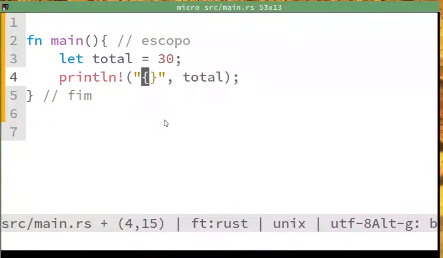 micro src/main.rs 53x13
1
2 fn main(){ // escopo
3 let total = 30;
4 println!("{}", total);
5 } // fim
6
7
src/main.rs + (4,15) | ft:rust | unix | utf-8Alt-g: b